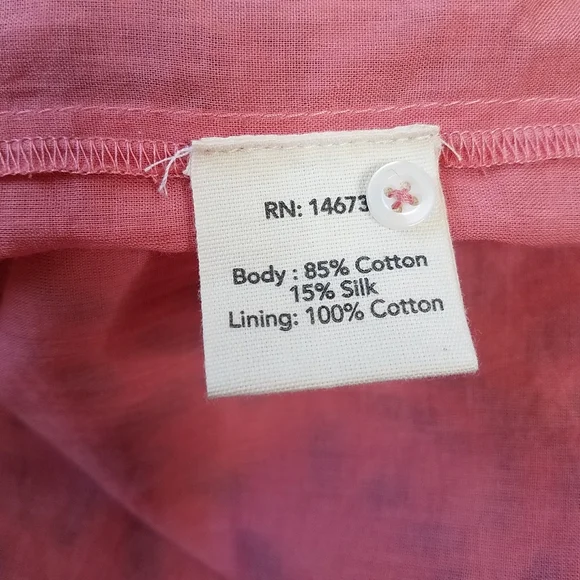 RN: 14673
Body : 85% Cotton
15% Silk
Lining: 100% Cotton